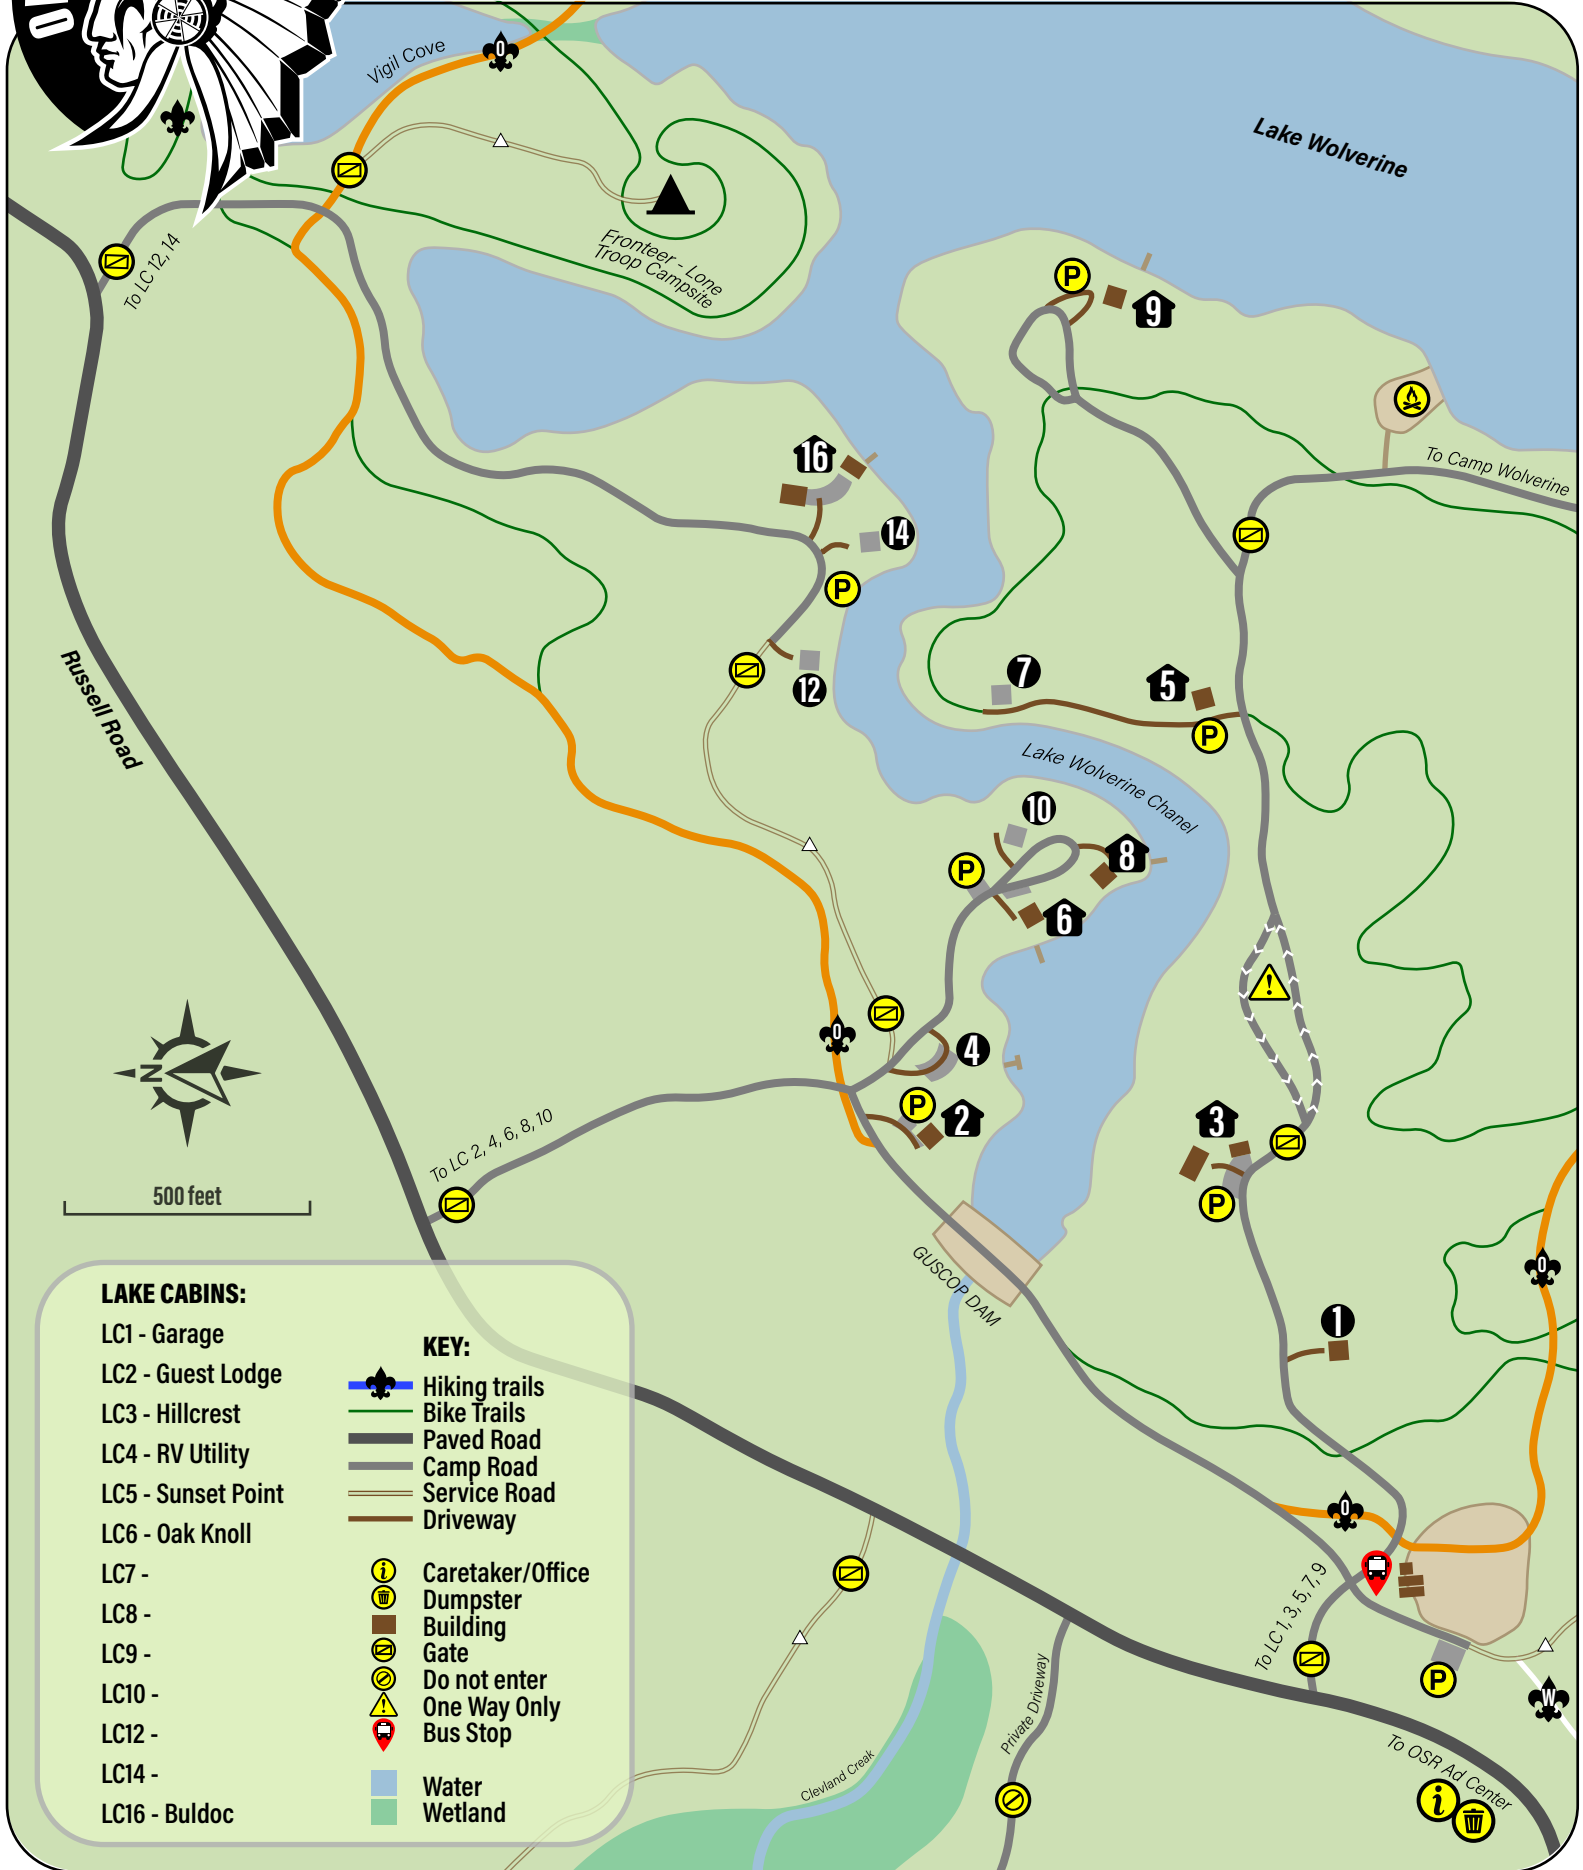 O
Vigil Cove
O
Lake Wolverine
To LC 12, 14
Fronteer - Lone
Troop Campsite
P
9
16
To Camp Wolverine
14
P
Russell Road
12
7
5
P
Lake Wolverine Chanel
10
8
P
6
O
4
P
2
3
P
N
500 feet
To LC 2, 4, 6, 8, 10
GUSCOP DAM
O
1
LAKE CABINS:
LC1 - Garage
LC2 - Guest Lodge
LC3 - Hillcrest
LC4 - RV Utility
LC5 - Sunset Point
LC6 - Oak Knoll
LC7 -
LC8 -
LC9 -
LC10 -
LC12 -
LC14 -
LC16 - Buldoc
KEY:
Hiking trails
Bike Trails
Paved Road
Camp Road
Service Road
Driveway
i Caretaker/Office
Dumpster
Building
Gate
Do not enter
! One Way Only
Bus Stop
Water
Wetland
!
O
To LC 1, 3, 5, 7, 9
P
W
Private Driveway
Clevland Creek
To OSR Ad Center
i